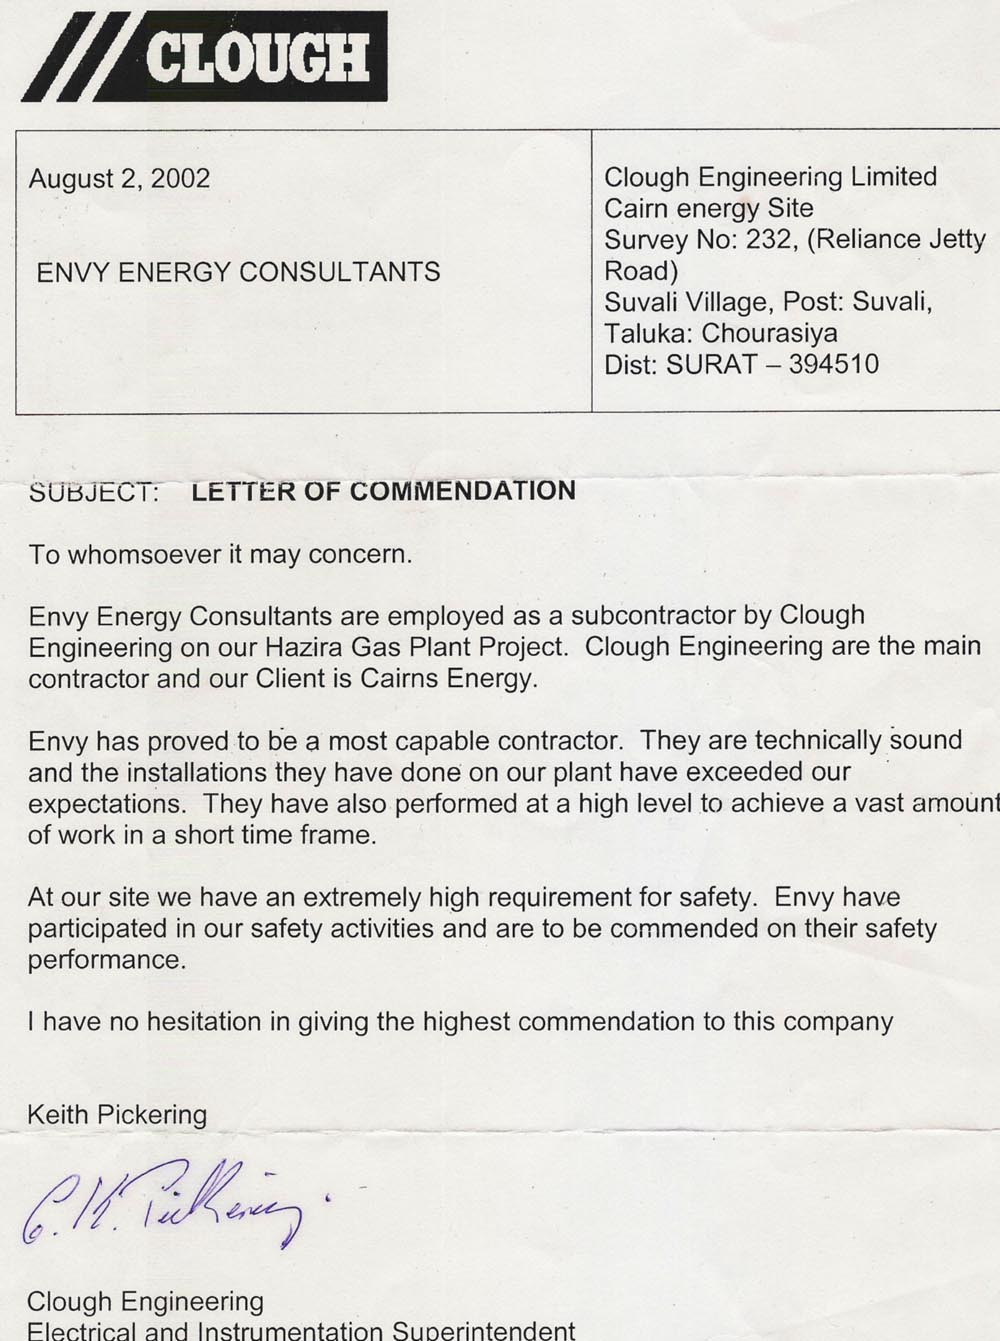 CLOUGH
August 2, 2002
ENVY ENERGY CONSULTANTS
Clough Engineering Limited
Cairn energy Site
Survey No: 232, (Reliance Jetty
Road)
Suvali Village, Post: Suvali,
Taluka: Chourasiya
Dist: SURAT – 394510
SUBJECT: LETTER OF COMMENDATION
To whomsoever it may concern.
Envy Energy Consultants are employed as a subcontractor by Clough
Engineering on our Hazira Gas Plant Project. Clough Engineering are the main
contractor and our Client is Cairns Energy.
Envy has proved to be a most capable contractor. They are technically sound
and the installations they have done on our plant have exceeded our
expectations. They have also performed at a high level to achieve a vast amount
of work in a short time frame.
At our site we have an extremely high requirement for safety. Envy have
participated in our safety activities and are to be commended on their safety
performance.
I have no hesitation in giving the highest commendation to this company
Keith Pickering
C. K. Pickering.
Clough Engineering
Electrical and Instrumentation Superintendent